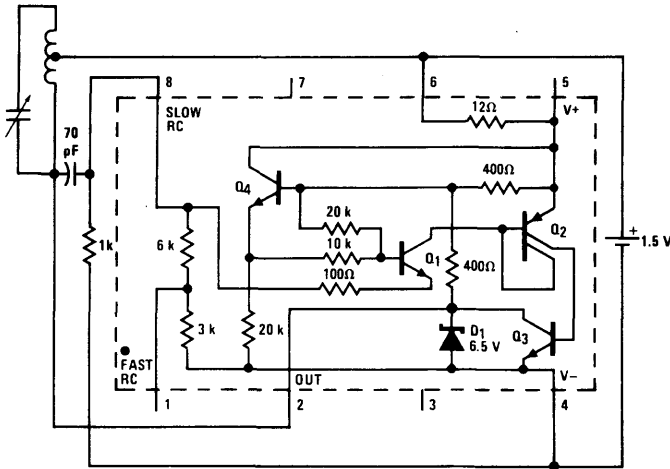 8
7
6
5
SLOW
RC
12Ω
V+
70
pF
Q4
400Ω
Q2
20 k
1k
6 k
10 k
Q1
400Ω
+
1.5 V
100Ω
3 k
20 k
D1
6.5 V
Q3
FAST
RC
OUT
V−
1
2
3
4